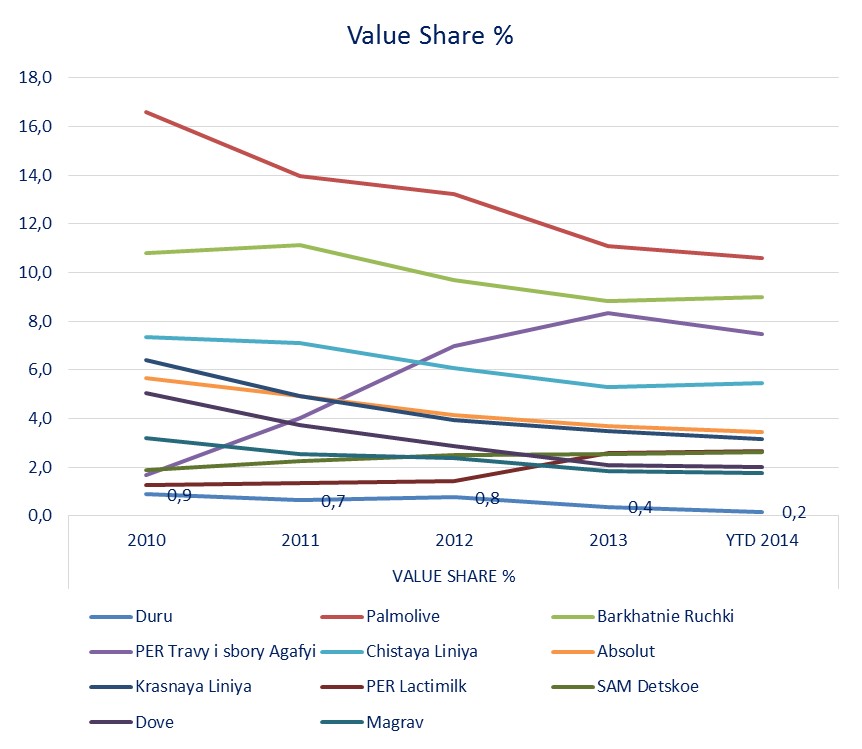 Value Share %
18,0
16,0
14,0
12,0
10,0
8,0
6,0
4,0
2,0
0,0
0,9
0,7
0,8
0,4
0,2
2010 2011 2012 2013 YTD 2014
VALUE SHARE %
Duru Palmolive Barkhatnie Ruchki
PER Travy i sbory Agafyi Chistaya Liniya Absolut
Krasnaya Liniya PER Lactimilk SAM Detskoe
Dove Magrav